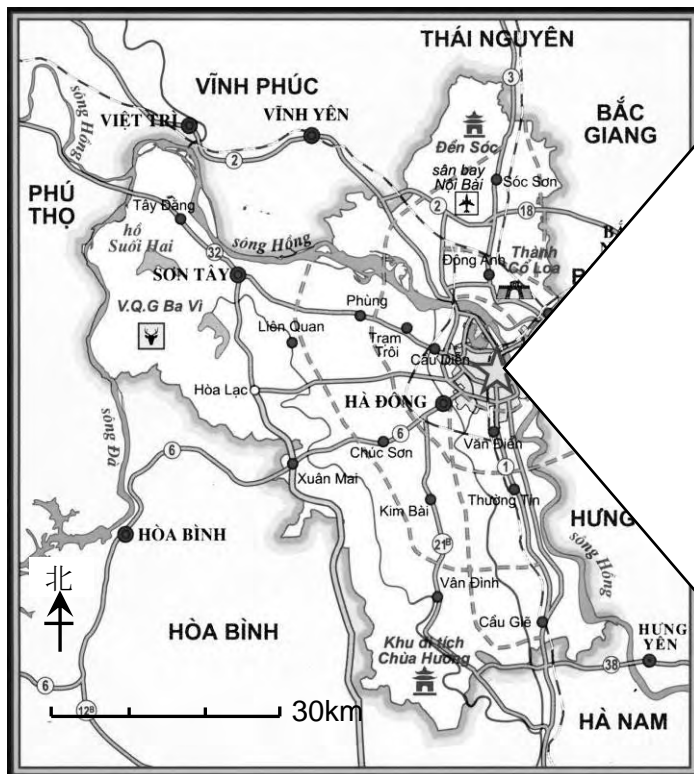 THÁI NGUYÊN
3
VĨNH PHÚC
sông Hồng
sông Hồng
VIỆT TRÌ
VĨNH YÊN
BẮC
GIANG
2
Đền Sóc
sân bay
Nội Bài
Sóc Sơn
PHÚ
THỌ
Tây Đằng
2
18
hồ
Suối Hai
sông Hồng
32
Đông Anh
Thành
Cổ Loa
SƠN TÂY
V.Q.G Ba Vì
Phùng
Liên Quan
Trạm
Trôi
Cầu Diễn
Hòa Lạc
HÀ ĐÔNG
sông Đà
6
Chúc Sơn
Văn Điển
6
Xuân Mai
1
Thường Tín
Kim Bài
HƯNG
HÒA BÌNH
21B
sông Hồng
北
Vân Đình
HÒA BÌNH
Cầu Giẽ
HƯNG
YÊN
Khu di tích
Chùa Hương
38
6
12B
30km
HÀ NAM